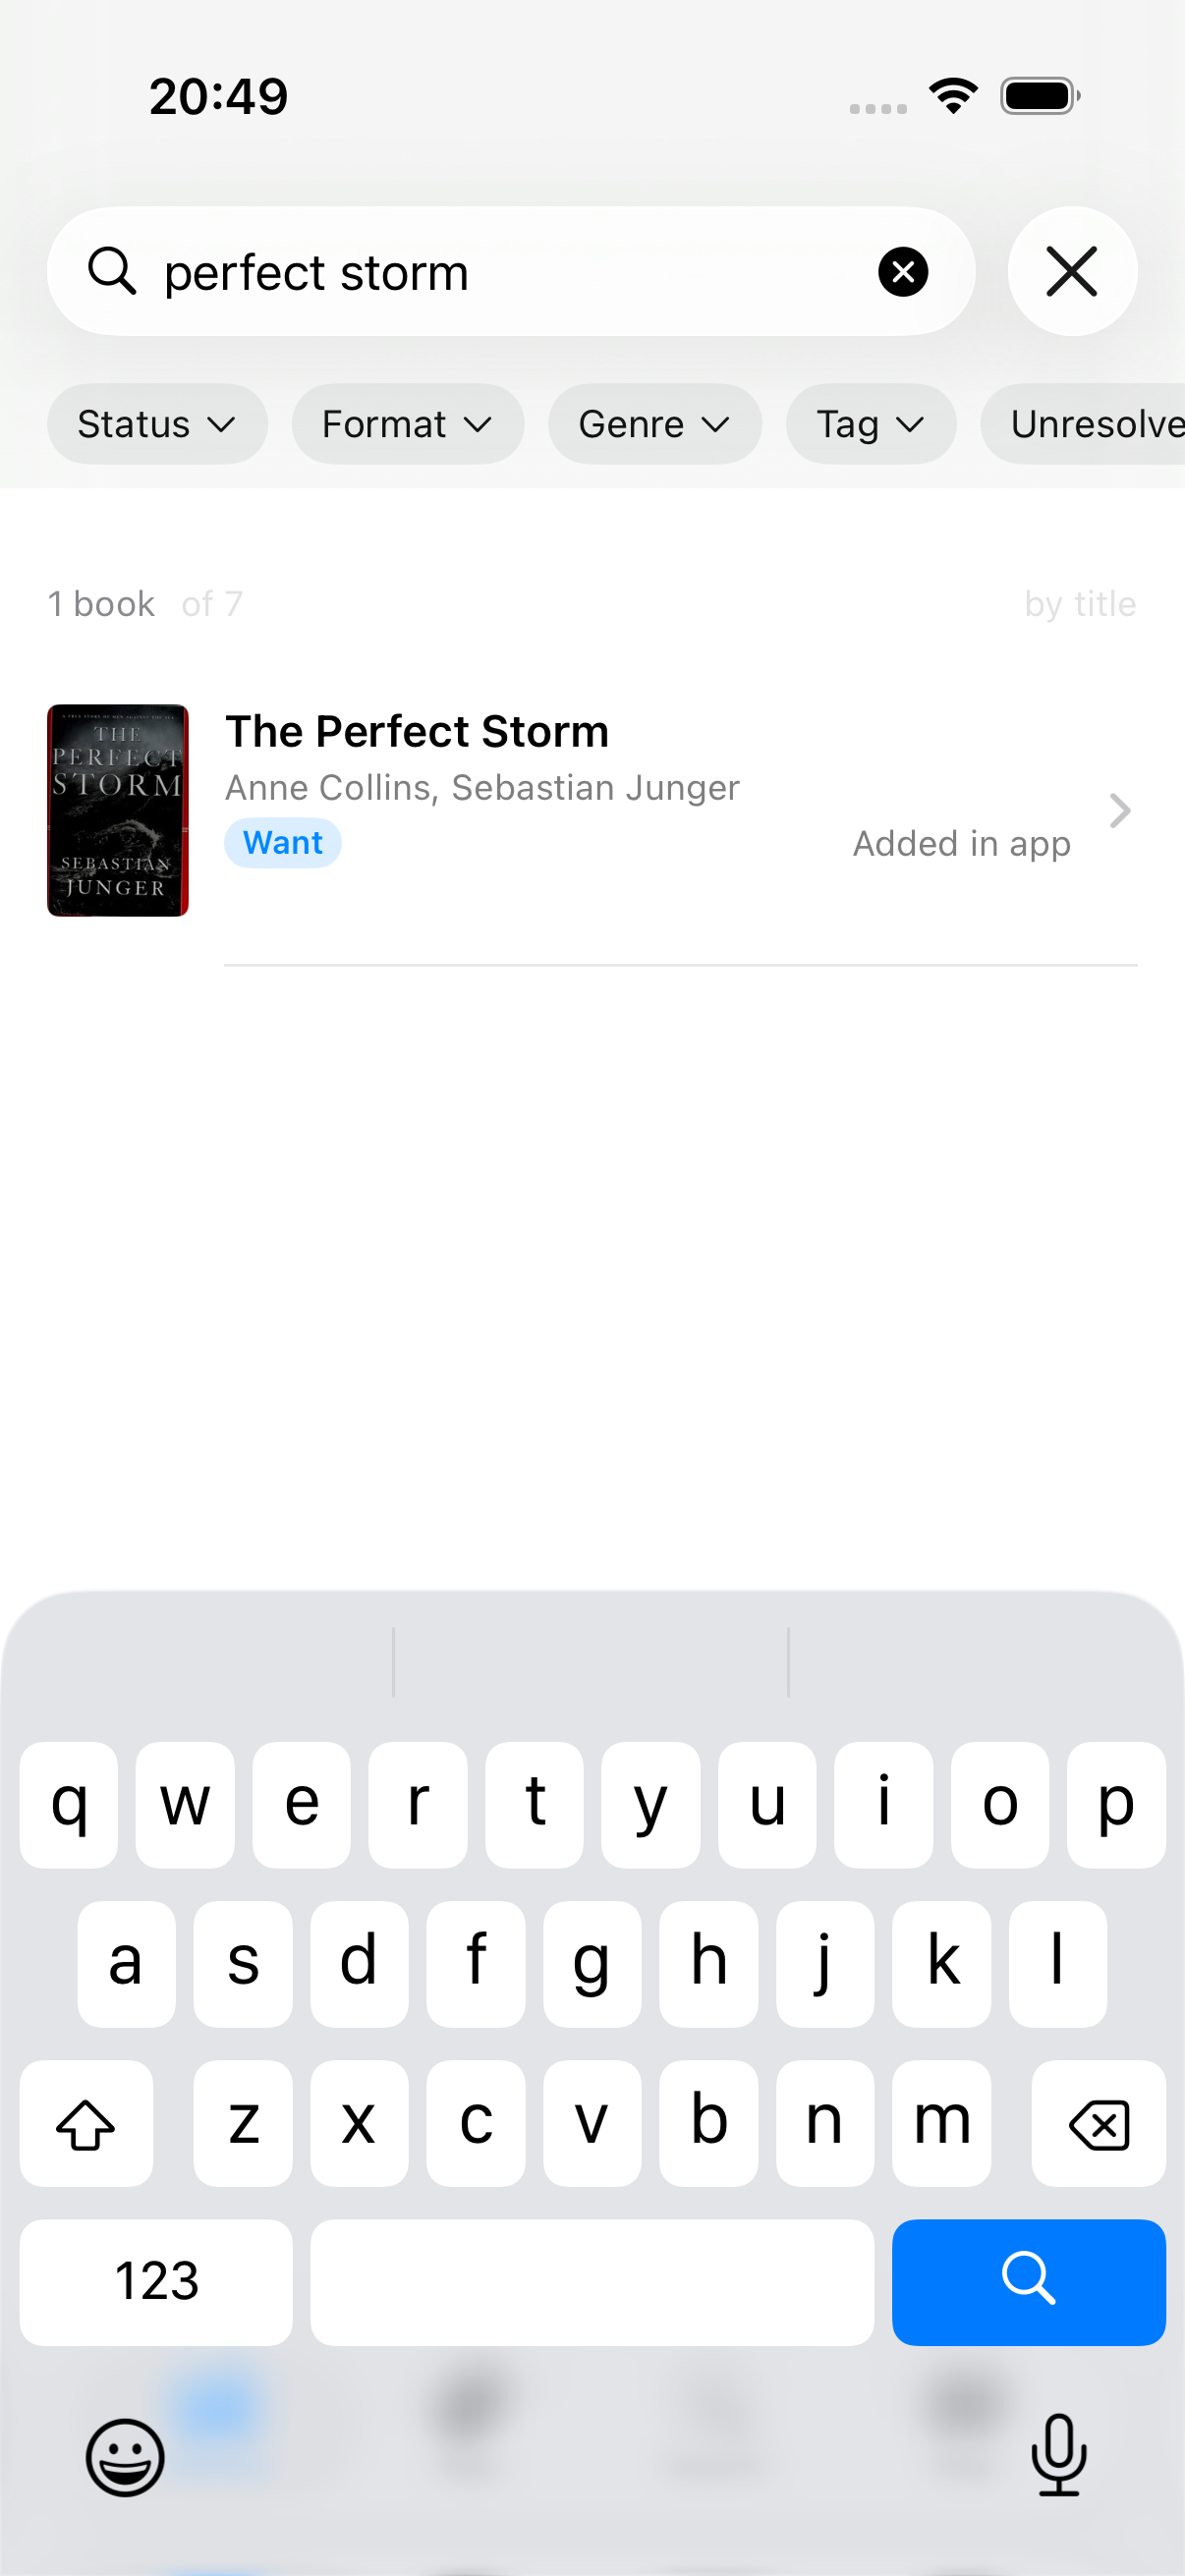 20:49
perfect storm
Status Format Genre Tag Unresolve
1 book of 7 by title
THE
PERFECT
STORM
SEBASTIAN
JUNGER
The Perfect Storm
Anne Collins, Sebastian Junger
Want Added in app
q w e r t y u i o p
a s d f g h j k l
z x c v b n m
123